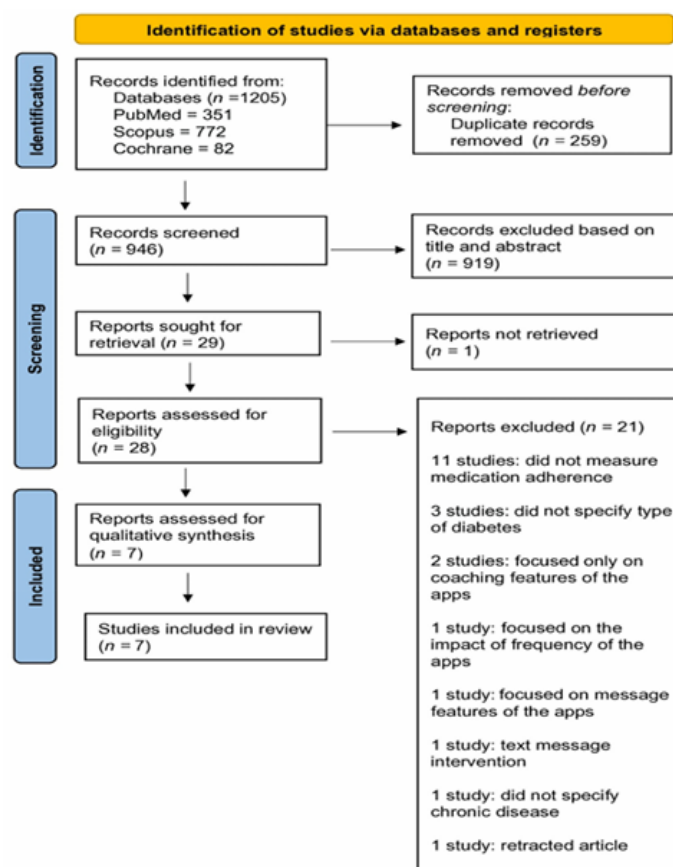 Identification of studies via databases and registers
Identification
Records identified from:
Databases (n =1205)
PubMed = 351
Scopus = 772
Cochrane = 82
Records removed before
screening:
Duplicate records
removed (n = 259)
Screening
Records screened
(n = 946)
Records excluded based on
title and abstract
(n = 919)
Reports sought for
retrieval (n = 29)
Reports not retrieved
(n = 1)
Reports assessed for
eligibility
(n = 28)
Reports excluded (n = 21)
11 studies: did not measure
medication adherence
3 studies: did not specify type
of diabetes
2 studies: focused only on
coaching features of the
apps
1 study: focused on the
impact of frequency of the
apps
1 study: focused on message
features of the apps
1 study: text message
intervention
1 study: did not specify
chronic disease
1 study: retracted article
Included
Reports assessed for
qualitative synthesis
(n = 7)
Studies included in review
(n = 7)